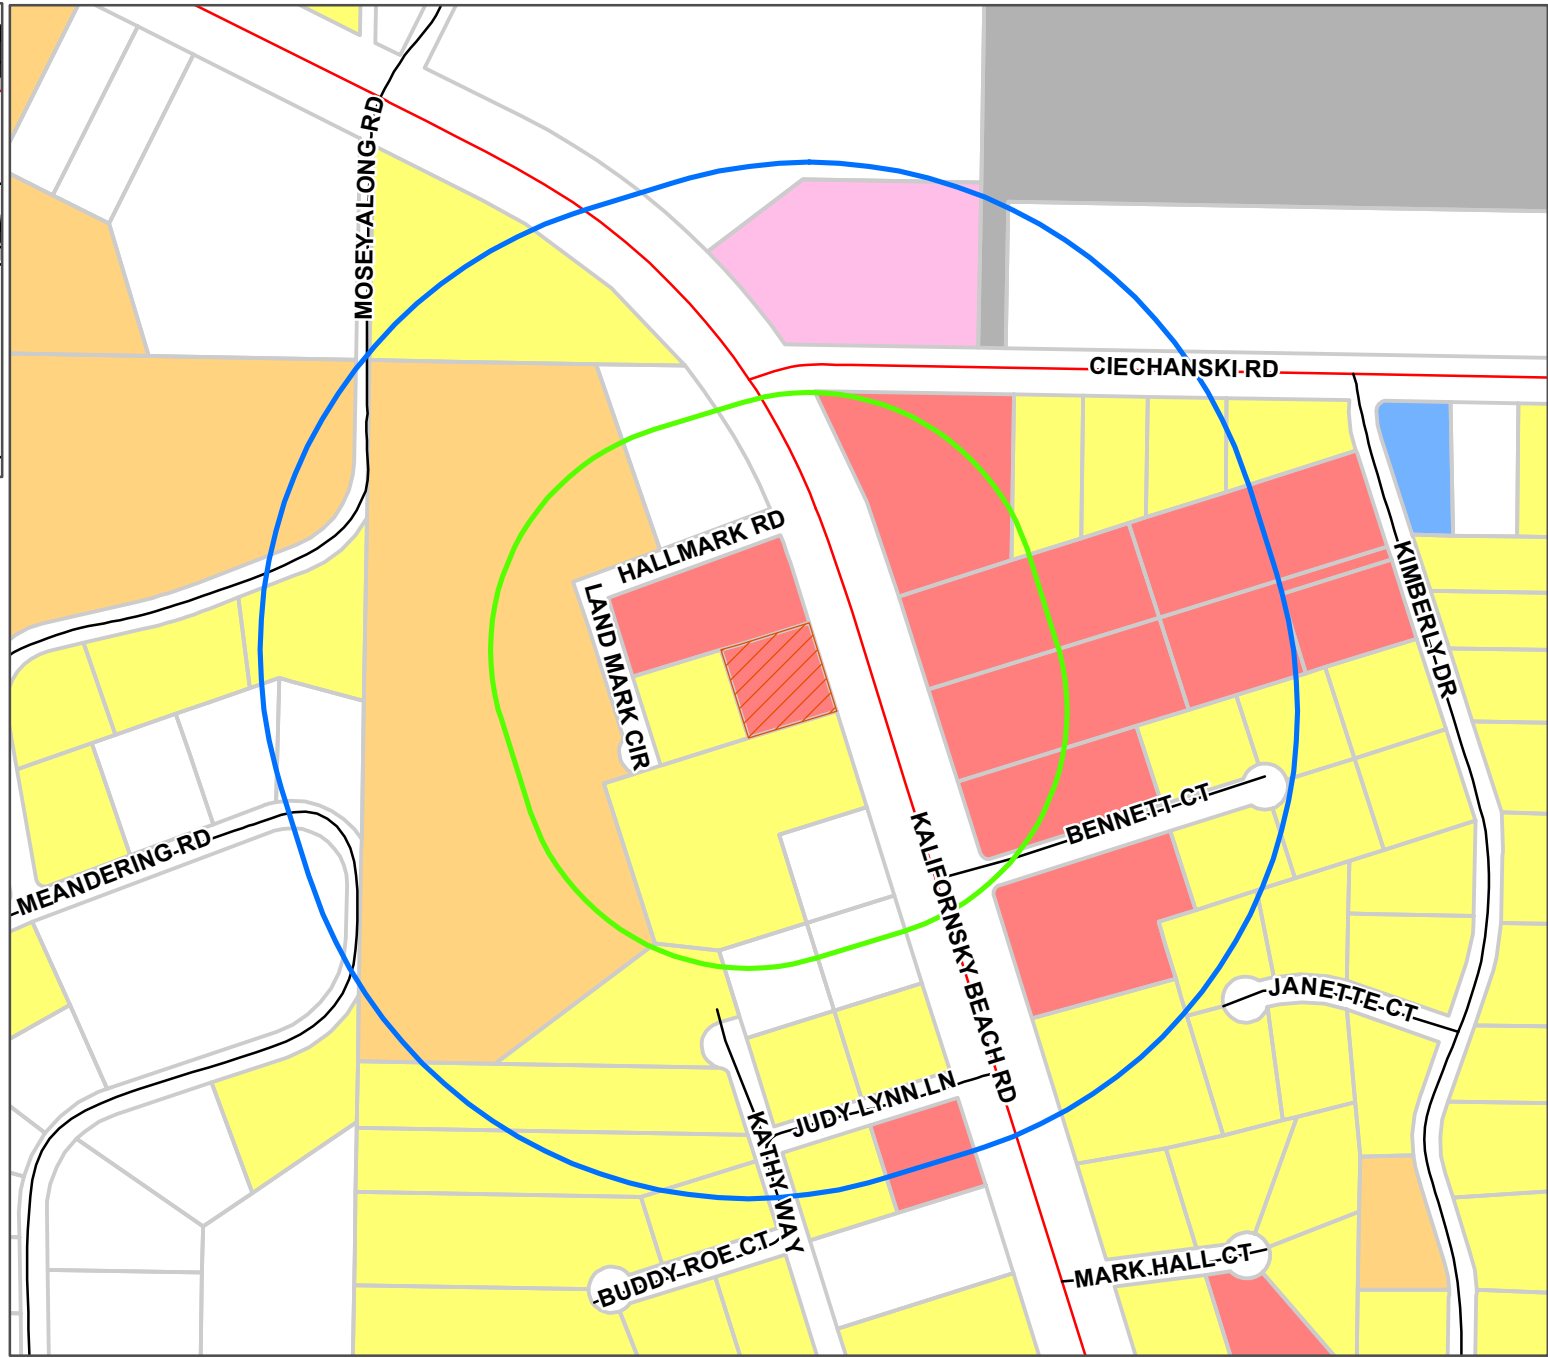 MOSEY-ALONG-RD
CIECHANSKI-RD
HALLMARK RD
LAND MARK CIR
KIMBERLY-DR
BENNETT-CT
KALIFORNSKY-BEACH-RD
MEANDERING-RD
JANETTE-CT
JUDY-LYNN-LN
KATHY-WAY
BUDDY-ROE-CT
MARK HALL-CT